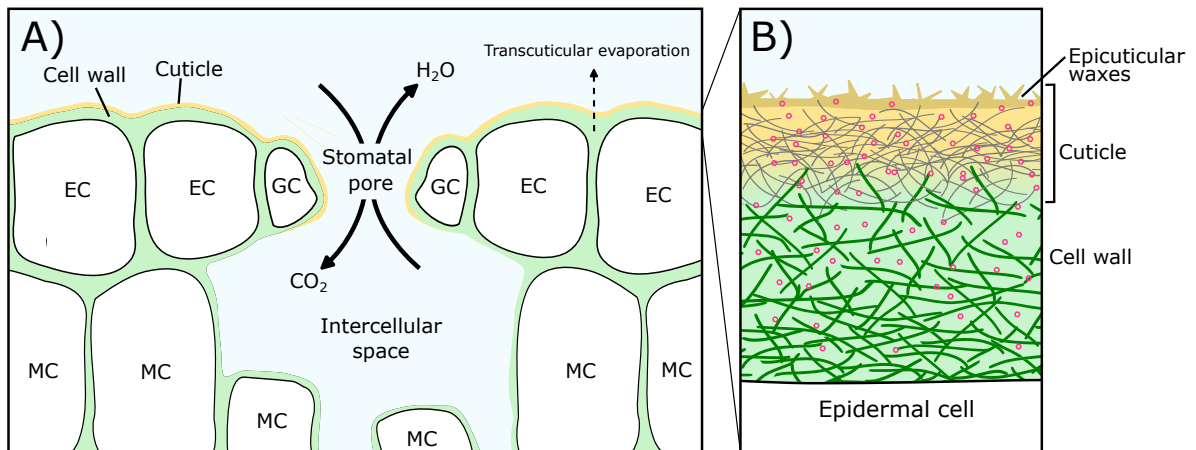 A)
Cell wall
Cuticle
H₂O
Transcuticular evaporation
EC
EC
GC
Stomatal
pore
GC
EC
EC
CO₂
Intercellular
space
MC
MC
MC
MC
MC
MC
B)
Epicuticular
waxes
Cuticle
Cell wall
Epidermal cell